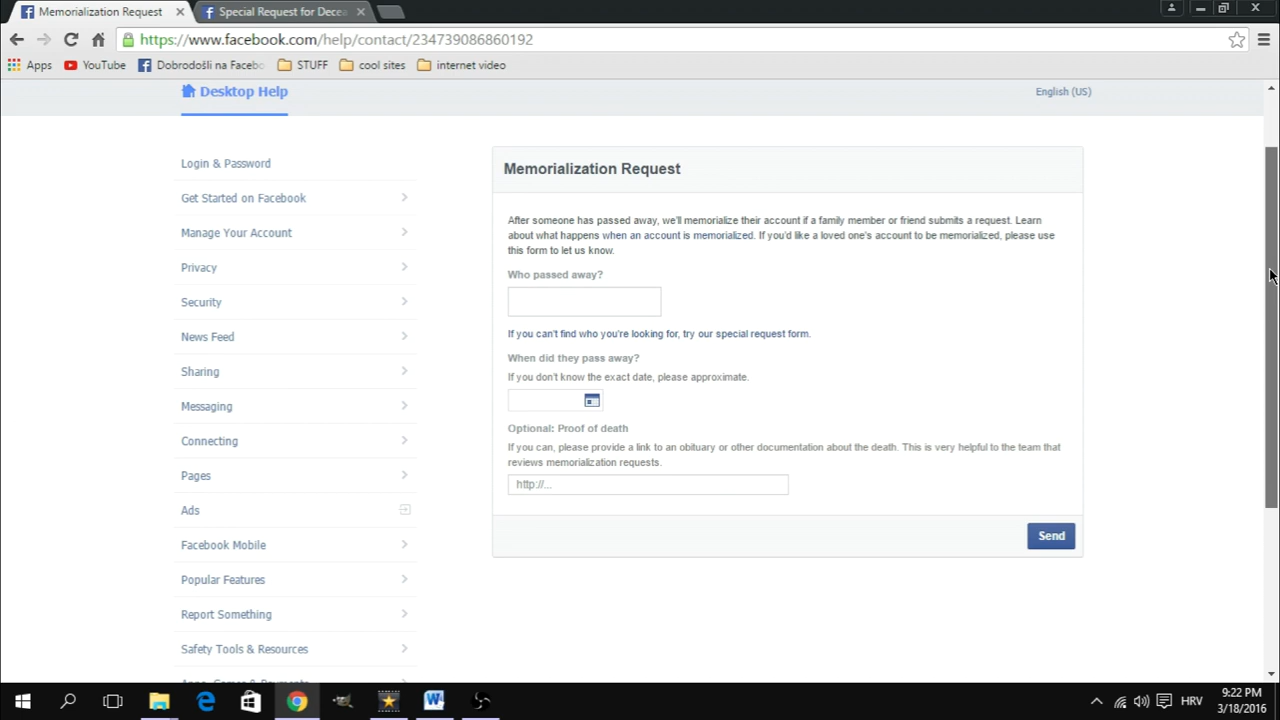 Memorialization Request
Special Request for Decea
https://www.facebook.com/help/contact/234739086860192
Apps
YouTube
Dobrodošli na Facebo
STUFF
cool sites
internet video
Desktop Help
English (US)
Login & Password
Get Started on Facebook
Manage Your Account
Privacy
Security
News Feed
Sharing
Messaging
Connecting
Pages
Ads
Facebook Mobile
Popular Features
Report Something
Safety Tools & Resources
Apps, Games & Payments
Memorialization Request
After someone has passed away, we'll memorialize their account if a family member or friend submits a request. Learn
about what happens when an account is memorialized. If you'd like a loved one's account to be memorialized, please use
this form to let us know.
Who passed away?
If you can't find who you're looking for, try our special request form.
When did they pass away?
If you don't know the exact date, please approximate.
Optional: Proof of death
If you can, please provide a link to an obituary or other documentation about the death. This is very helpful to the team that
reviews memorialization requests.
http://...
Send
HRV
9:22 PM
3/18/2016